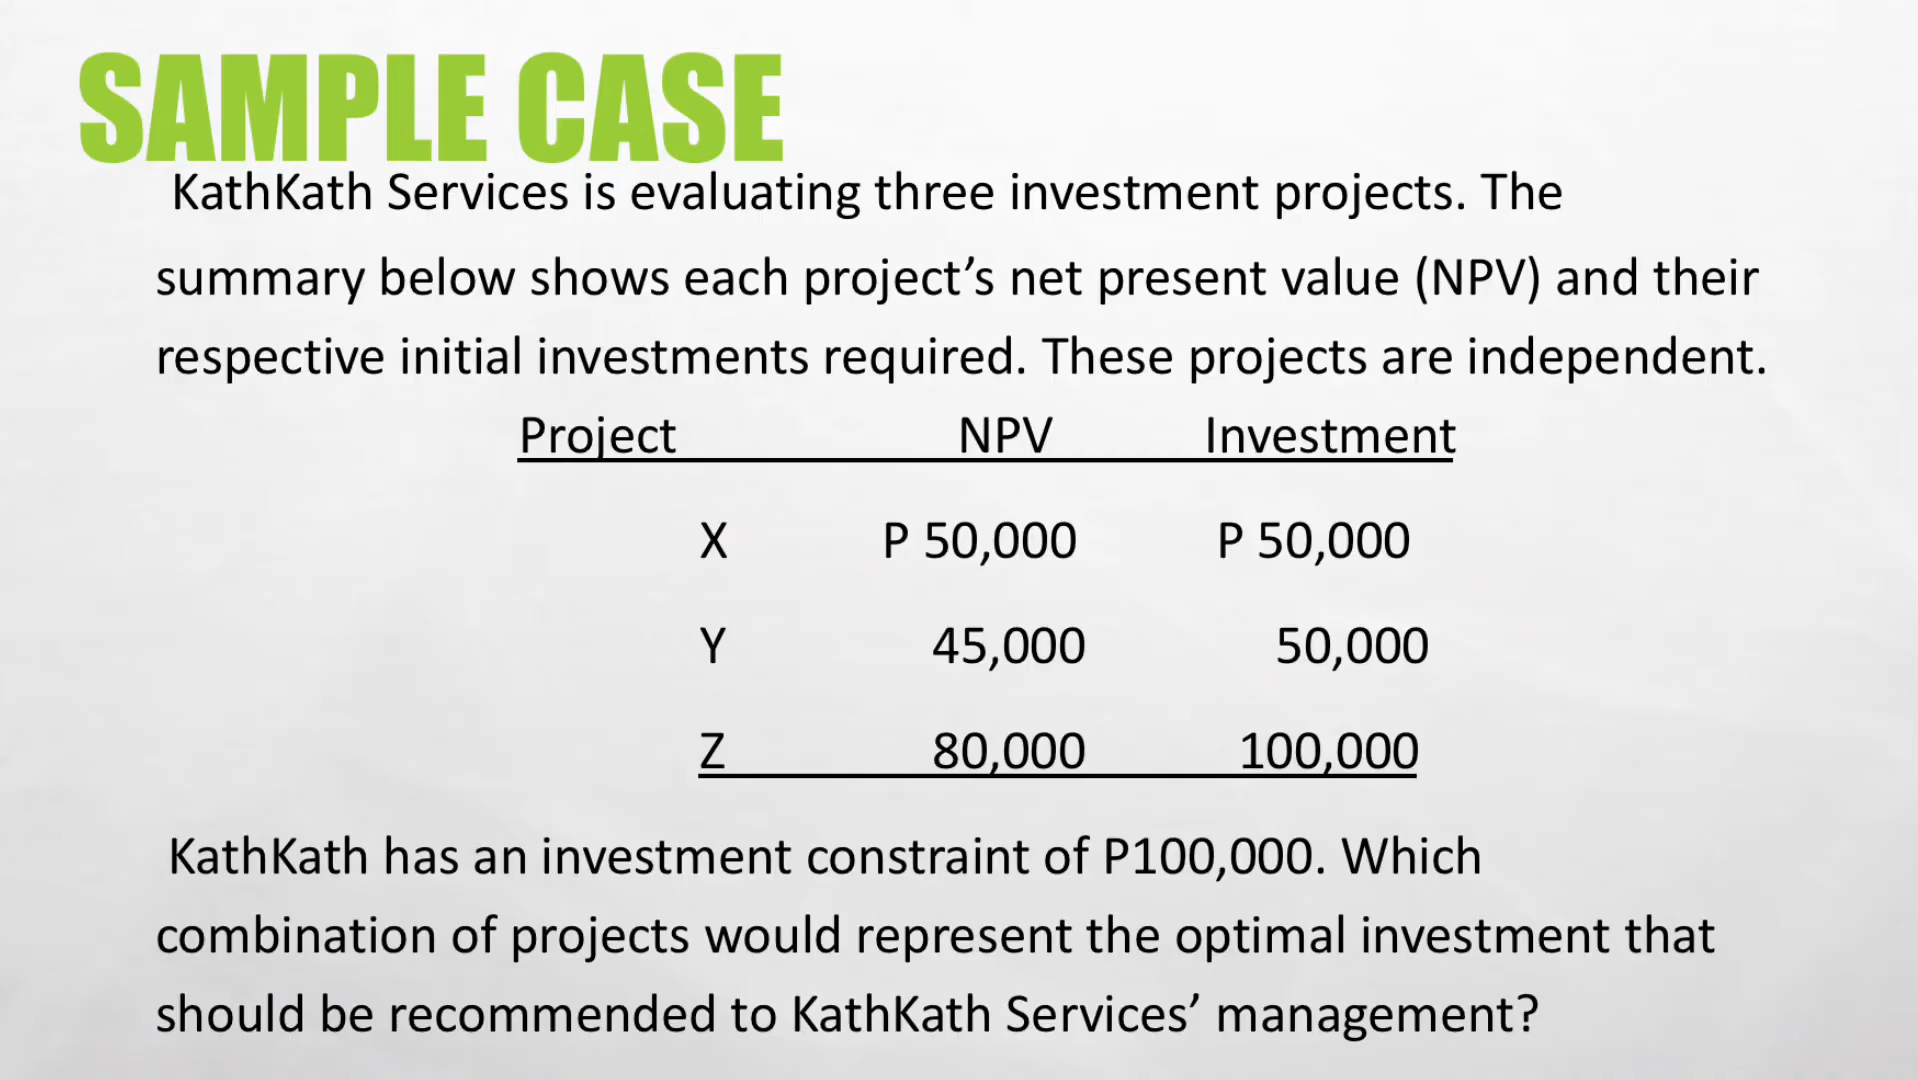 SAMPLE CASE
KathKath Services is evaluating three investment projects. The
summary below shows each project’s net present value (NPV) and their
respective initial investments required. These projects are independent.
Project NPV Investment
X P 50,000 P 50,000
Y 45,000 50,000
Z 80,000 100,000
KathKath has an investment constraint of P100,000. Which
combination of projects would represent the optimal investment that
should be recommended to KathKath Services’ management?